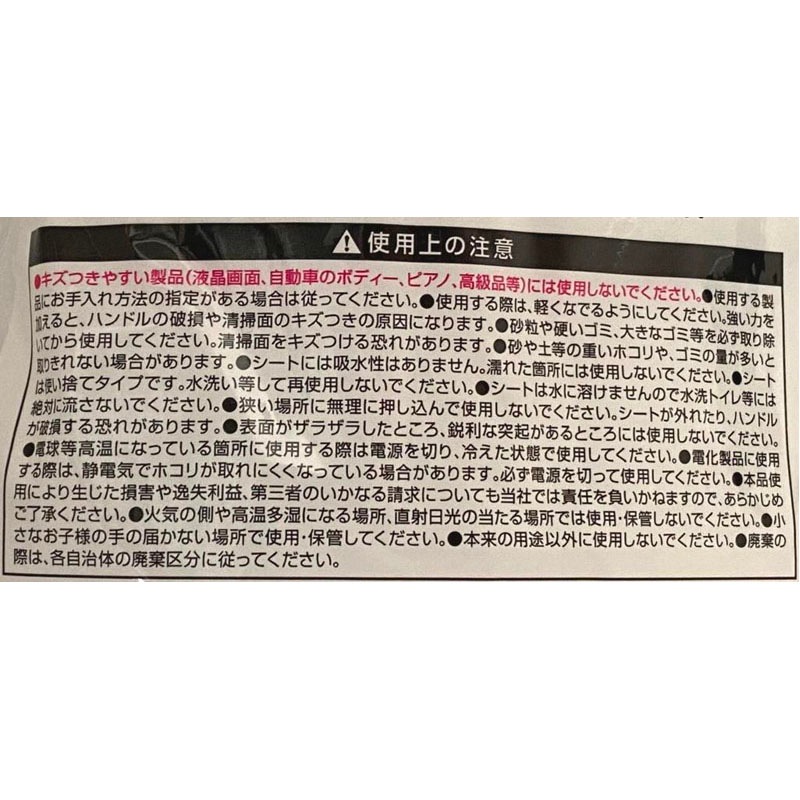 ⚠使用上の注意
●キズつきやすい製品(液晶画面、自動車のボディー、ピアノ、高級品等)には使用しないでください。●使用する製
品にお手入れ方法の指定がある場合は従ってください。●使用する際は、軽くなでるようにしてください。強い力を
加えると、ハンドルの破損や清掃面のキズつきの原因になります。●砂粒や硬いゴミ、大きなゴミ等を必ず取り除
いてから使用してください。清掃面をキズつける恐れがあります。●砂や土等の重いホコリや、ゴミの量が多いと
取りきれない場合があります。●シートには吸水性はありません。濡れた箇所には使用しないでください。●シート
は使い捨てタイプです。水洗い等して再使用しないでください。●シートは水に溶けませんので水洗トイレ等には
絶対に流さないでください。●狭い場所に無理に押し込んで使用しないでください。シートが外れたり、ハンドル
が破損する恐れがあります。●表面がザラザラしたところ、鋭利な突起があるところには使用しないでください。
●電球等高温になっている箇所に使用する際は電源を切り、冷えた状態で使用してください。●電化製品に使用
する際は、静電気でホコリが取れにくくなっている場合があります。必ず電源を切って使用してください。●本品使
用により生じた損害や逸失利益、第三者のいかなる請求についても当社では責任を負いかねますので、あらかじめ
ご了承ください。●火気の側や高温多湿になる場所、直射日光の当たる場所では使用・保管しないでください。●小
さなお子様の手の届かない場所で使用・保管してください。●本来の用途以外に使用しないでください。●廃棄の
際は、各自治体の廃棄区分に従ってください。